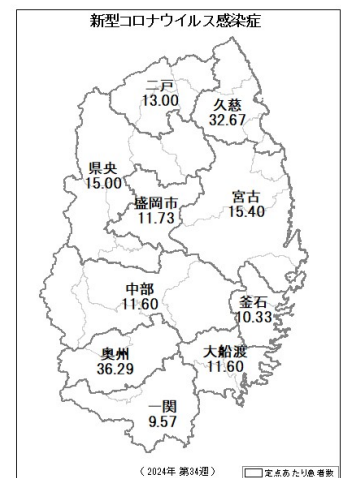 新型コロナウイルス感染症
二戸
13.00
久慈
32.67
県央
15.00
盛岡市
11.73
宮古
15.40
中部
11.60
釜石
10.33
奥州
36.29
大船渡
11.60
一関
9.57
(2024年 第34週)
定点あたり患者数